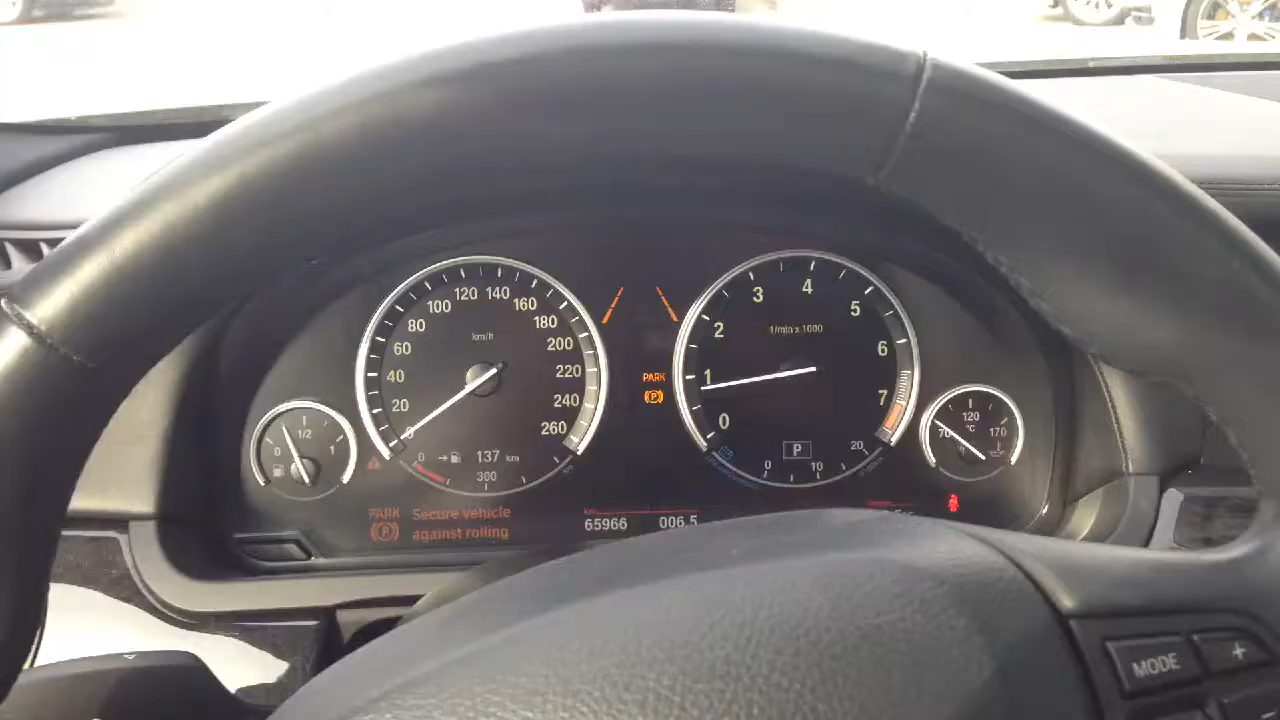 120 140
100 160
80 180
60 200
40 220
20 240
0 260
km/h
0 137 km
300
0 1/2 1
PARK Secure vehicle
(P) against rolling
PARK
(P)
km
65966 006.5
3 4 5
2 6
1 7
0
1/min x 1000
P
0 10 20
120
°C
70 170
MODE +